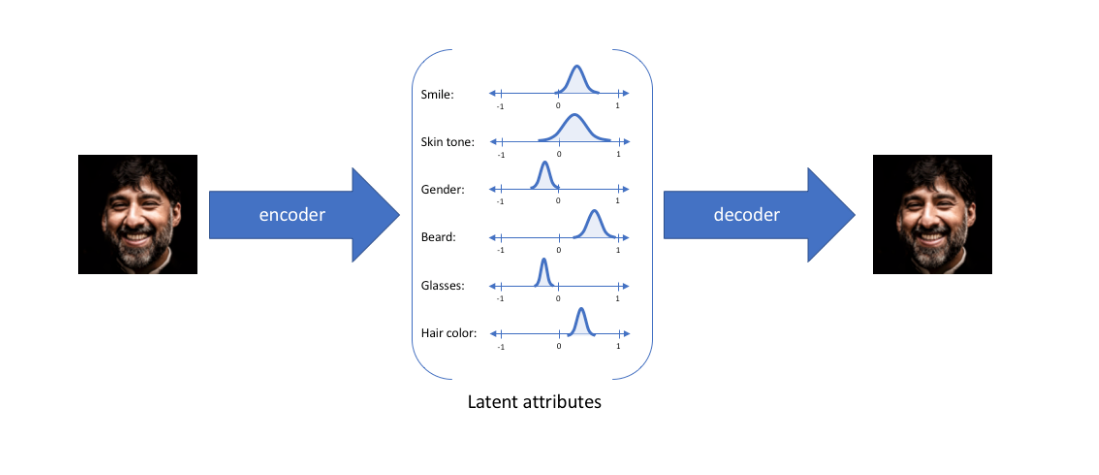 Smile:
-1 0 1
Skin tone:
-1 0 1
Gender:
-1 0 1
encoder
decoder
Beard:
-1 0 1
Glasses:
-1 0 1
Hair color:
-1 0 1
Latent attributes